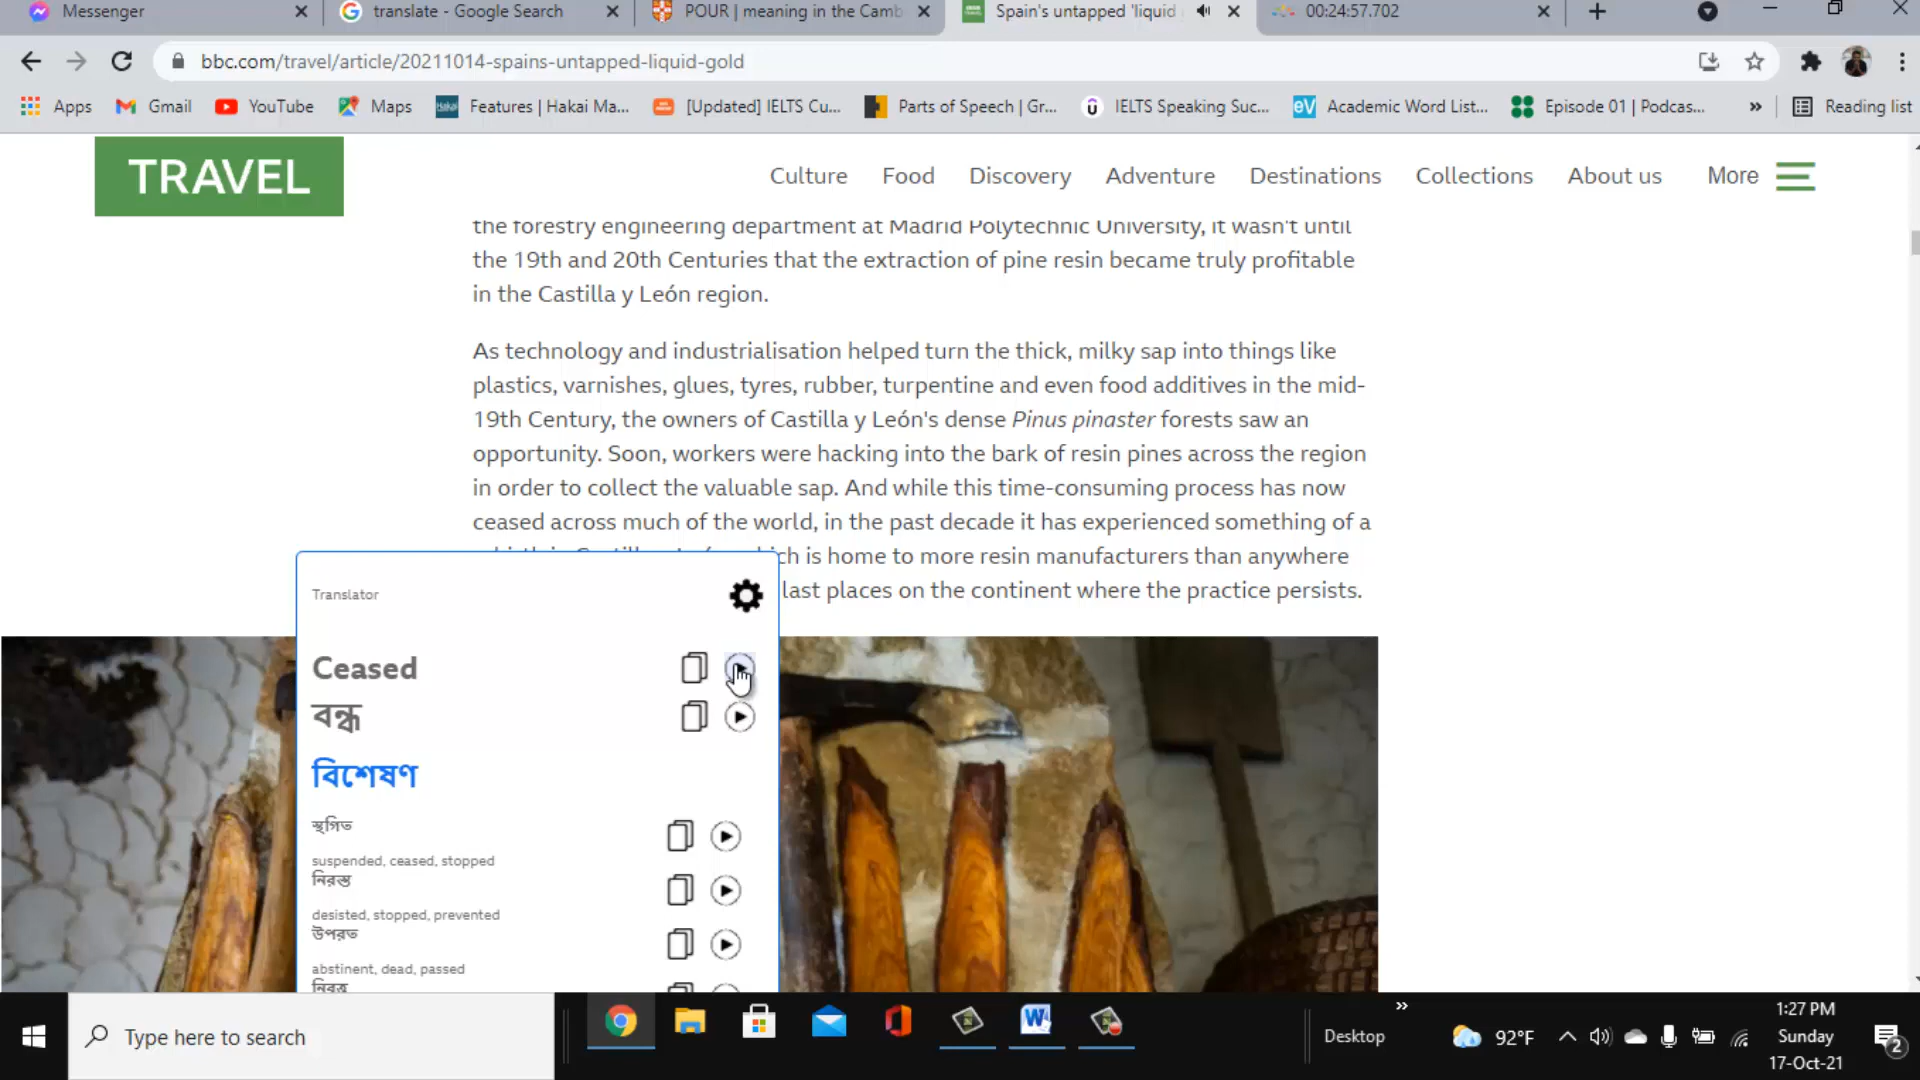 Messenger
translate - Google Search
POUR | meaning in the Camb
Spain's untapped 'liquid
00:24:57.702
bbc.com/travel/article/20211014-spains-untapped-liquid-gold
Apps
Gmail
YouTube
Maps
Features | Hakai Ma...
[Updated] IELTS Cu...
Parts of Speech | Gr...
IELTS Speaking Suc...
Academic Word List...
Episode 01 | Podcas...
»
Reading list
TRAVEL
Culture
Food
Discovery
Adventure
Destinations
Collections
About us
More
the forestry engineering department at Madrid Polytechnic University, it wasn't until
the 19th and 20th Centuries that the extraction of pine resin became truly profitable
in the Castilla y León region.
As technology and industrialisation helped turn the thick, milky sap into things like
plastics, varnishes, glues, tyres, rubber, turpentine and even food additives in the mid-
19th Century, the owners of Castilla y León's dense Pinus pinaster forests saw an
opportunity. Soon, workers were hacking into the bark of resin pines across the region
in order to collect the valuable sap. And while this time-consuming process has now
ceased across much of the world, in the past decade it has experienced something of a
is home to more resin manufacturers than anywhere
last places on the continent where the practice persists.
Translator
Ceased
বন্ধ
বিশেষণ
স্থগিত
suspended, ceased, stopped
নিরস্ত
desisted, stopped, prevented
উপরত
abstinent, dead, passed
Type here to search
Desktop
»
92°F
1:27 PM
Sunday
17-Oct-21
2